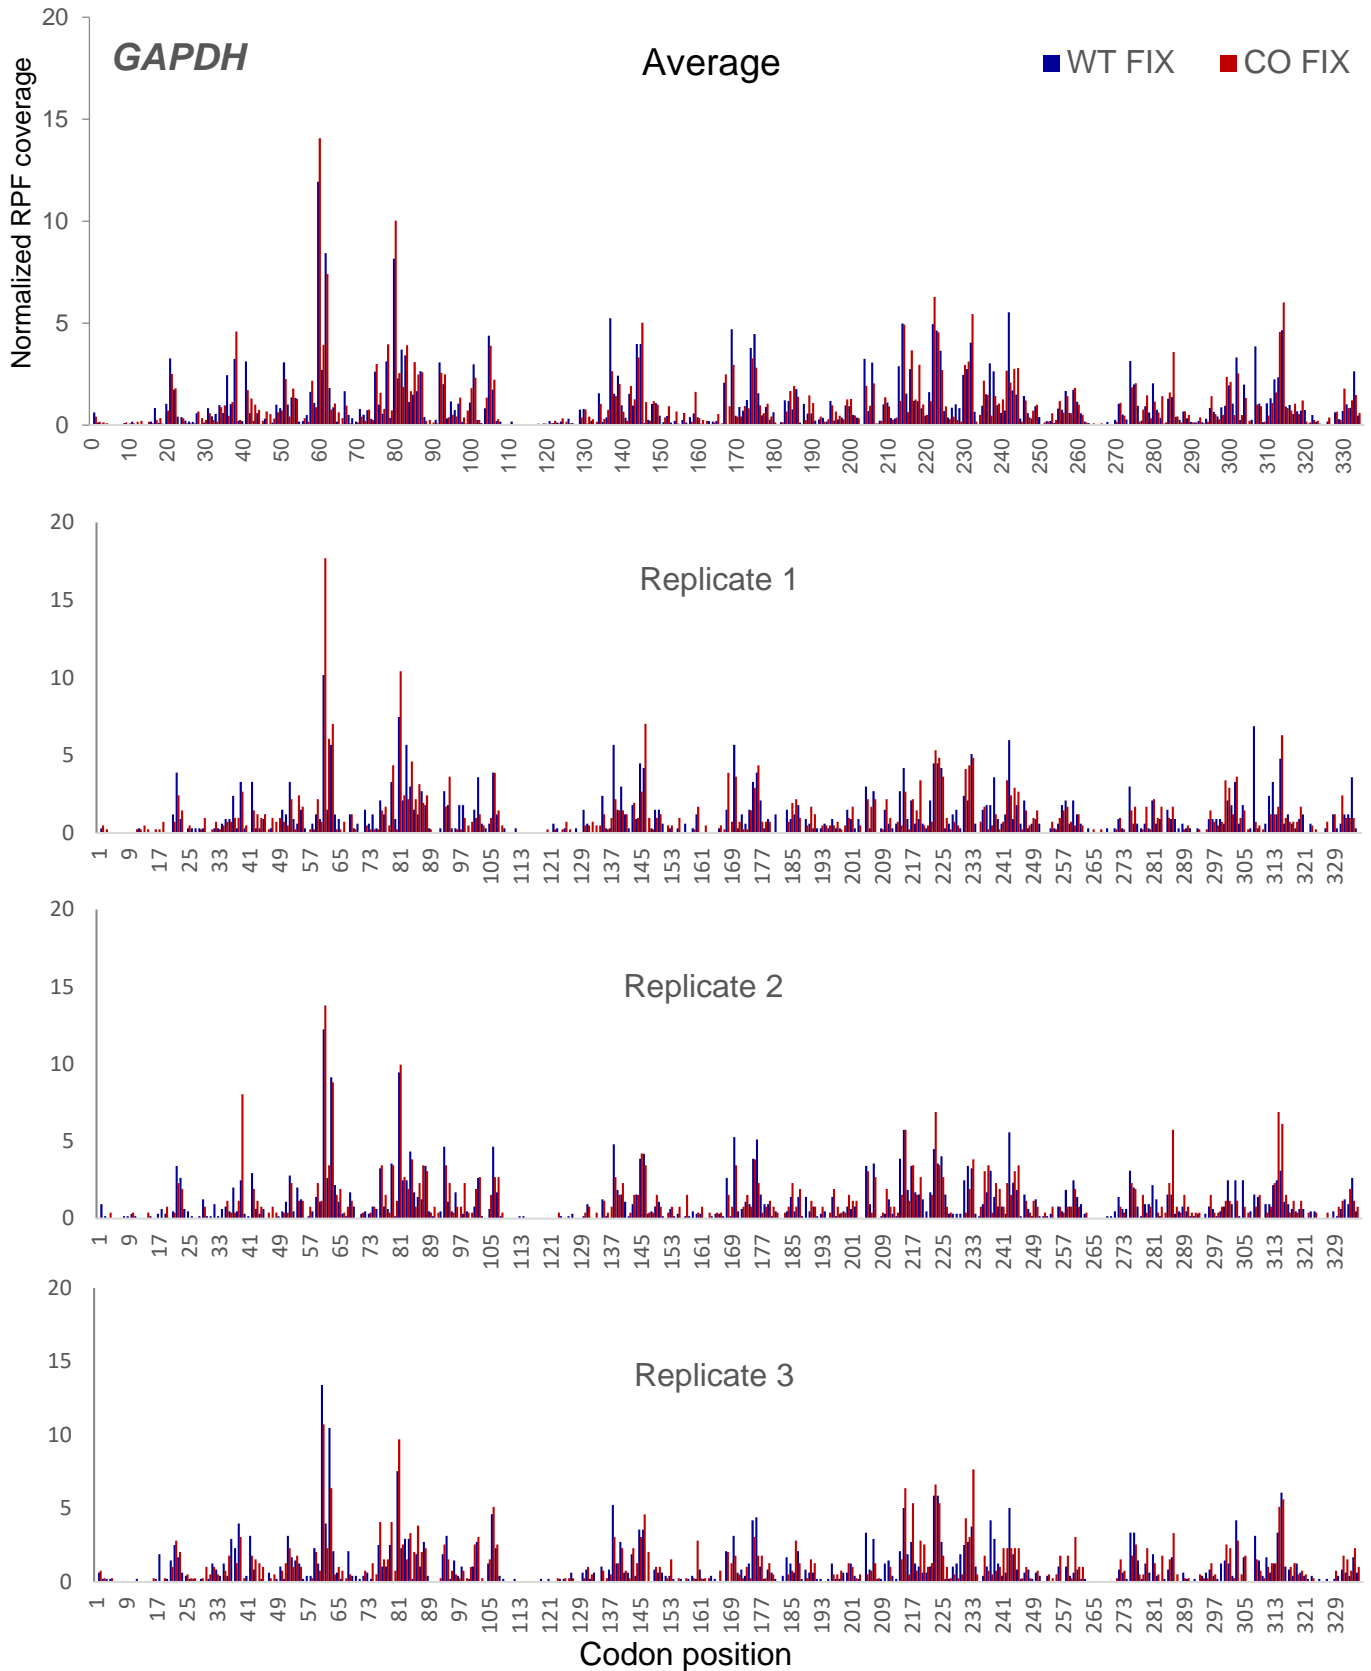 20
GAPDH
Average
WT FIX
CO FIX
Normalized RPF coverage
15
10
5
0
0 10 20 30 40 50 60 70 80 90 100 110 120 130 140 150 160 170 180 190 200 210 220 230 240 250 260 270 280 290 300 310 320 330
20
Replicate 1
15
10
5
0
1 9 17 25 33 41 49 57 65 73 81 89 97 105 113 121 129 137 145 153 161 169 177 185 193 201 209 217 225 233 241 249 257 265 273 281 289 297 305 313 321 329
20
Replicate 2
15
10
5
0
1 9 17 25 33 41 49 57 65 73 81 89 97 105 113 121 129 137 145 153 161 169 177 185 193 201 209 217 225 233 241 249 257 265 273 281 289 297 305 313 321 329
20
Replicate 3
15
10
5
0
1 9 17 25 33 41 49 57 65 73 81 89 97 105 113 121 129 137 145 153 161 169 177 185 193 201 209 217 225 233 241 249 257 265 273 281 289 297 305 313 321 329
Codon position